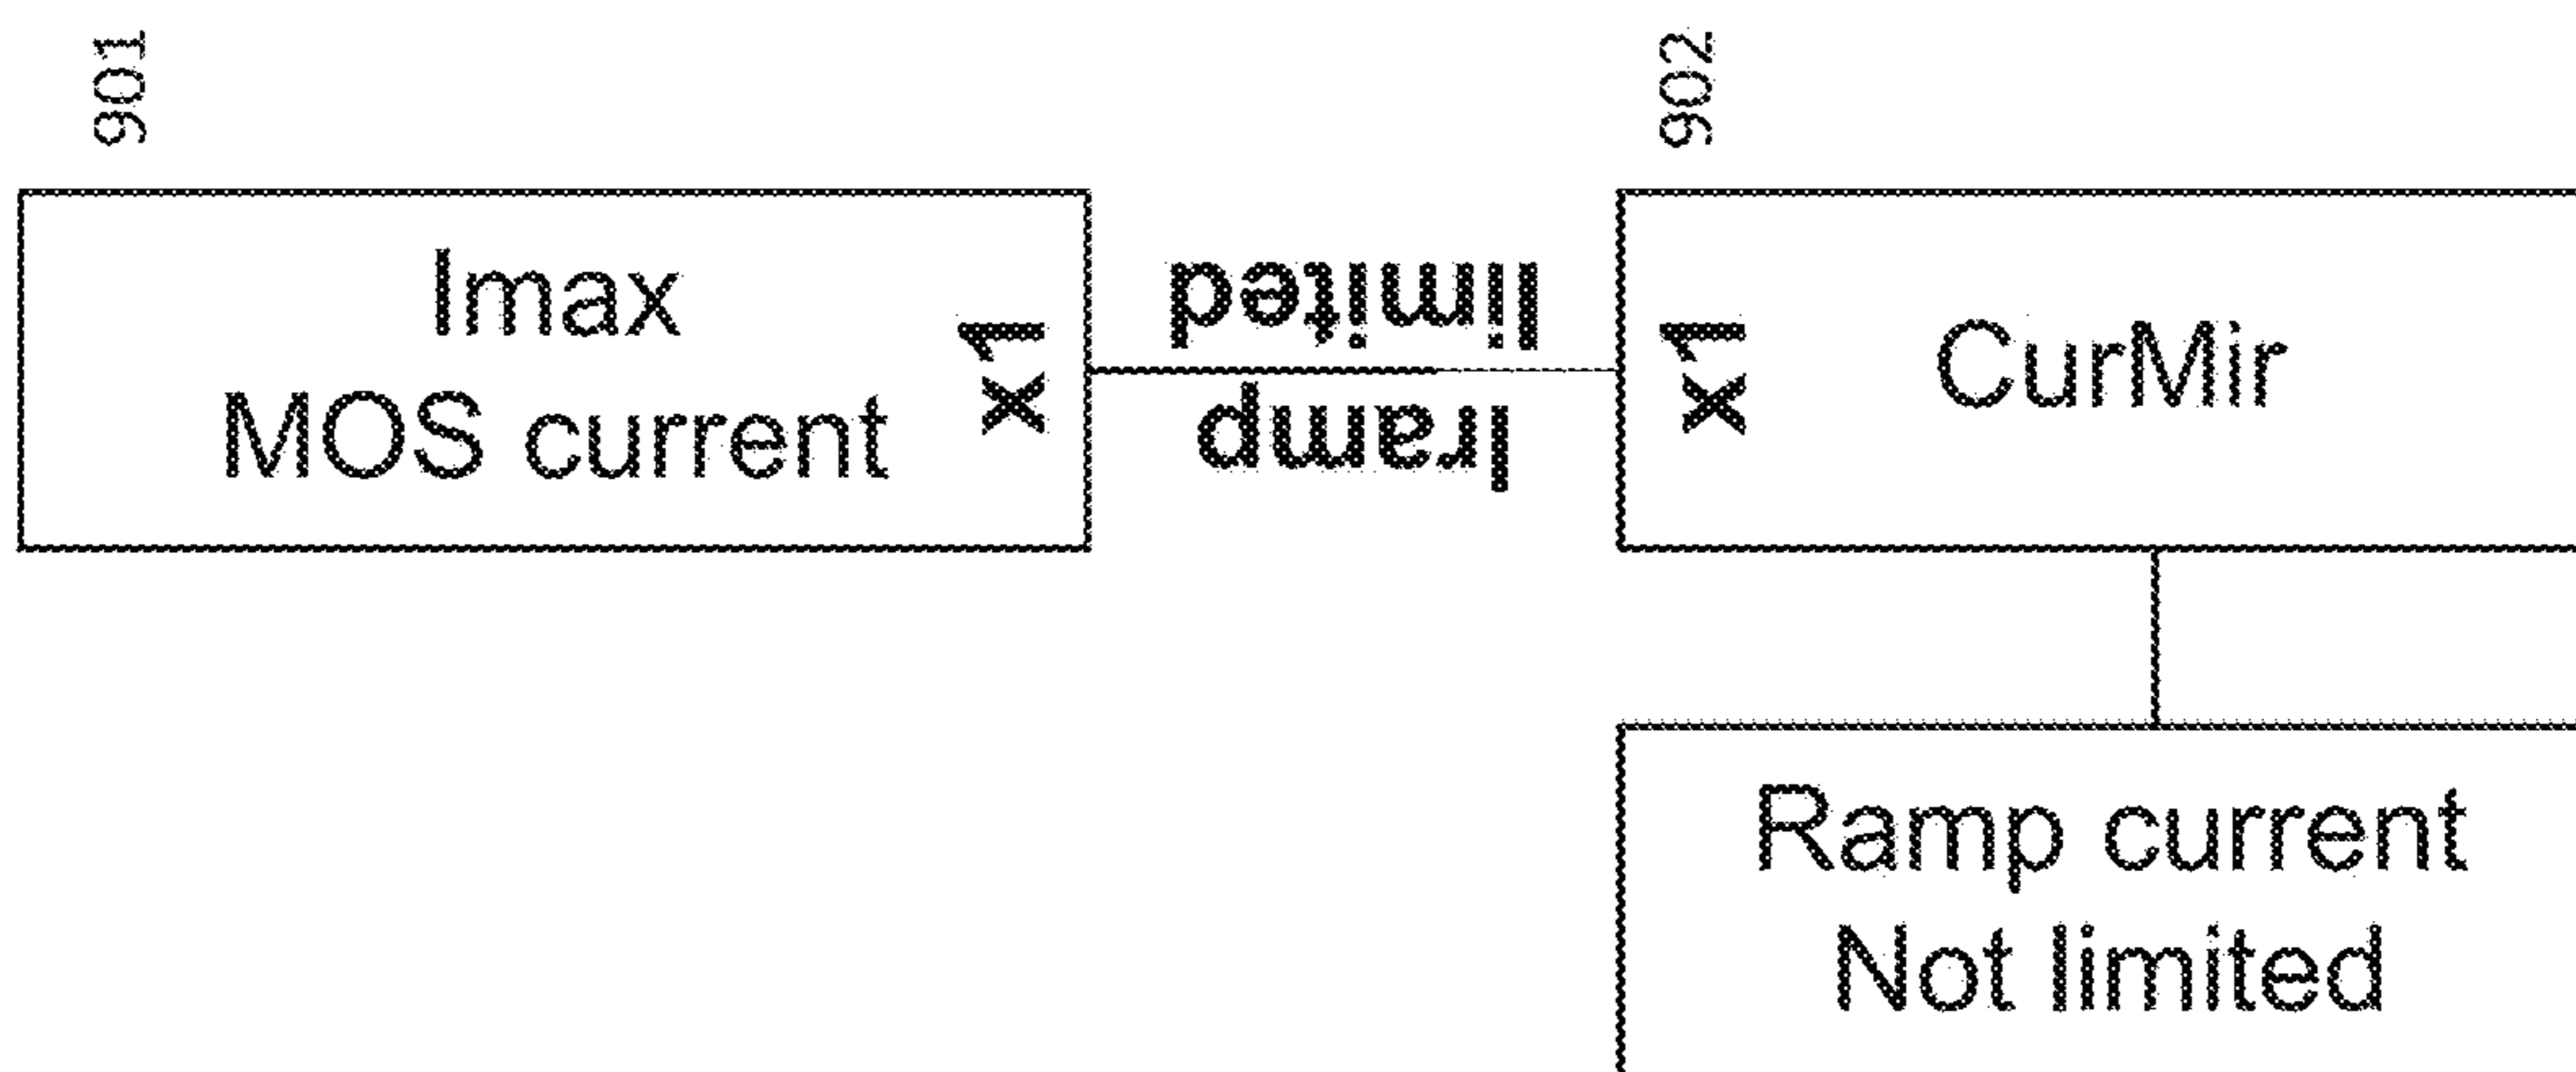 901
902
Imax
MOS current
x1
Iramp
limited
x1
CurMir
Ramp current
Not limited